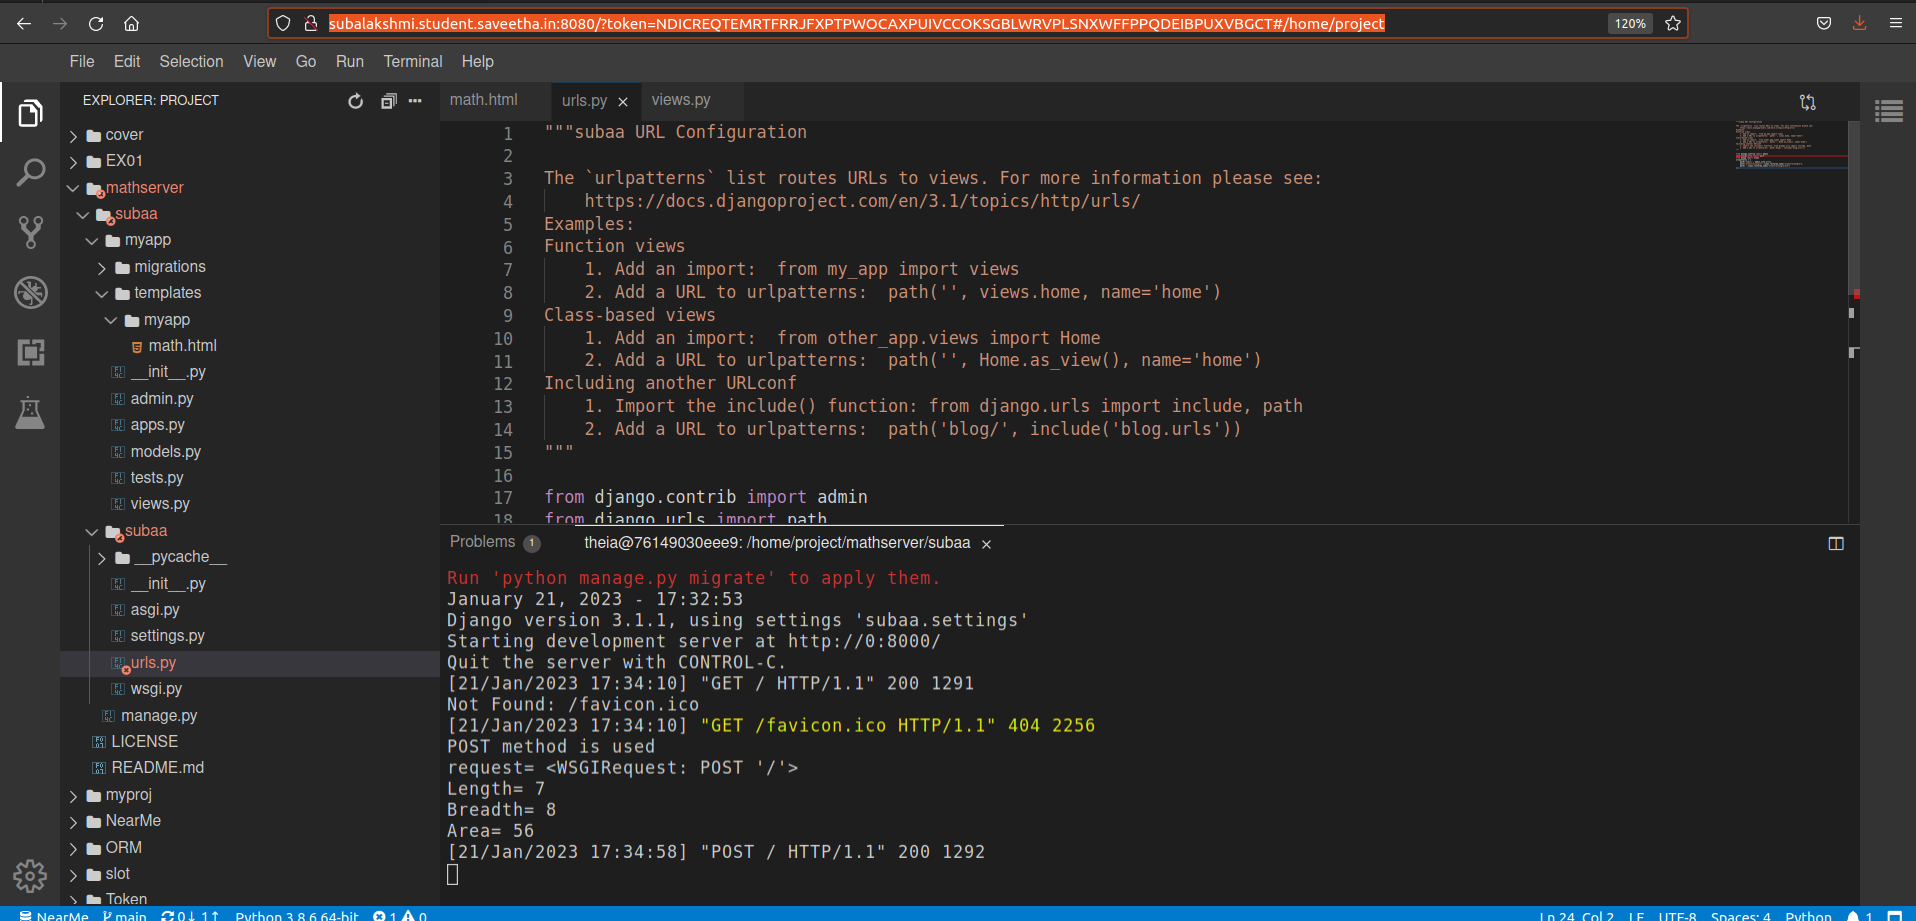 subalakshmi.student.saveetha.in:8080/?token=NDICREQTEMRTFRRJFXPTPWOCAXPUIVCCOKSGBLWRVPLSNXWFFPPQDEIBPUXVBGCT#/home/project
120%
File Edit Selection View Go Run Terminal Help
EXPLORER: PROJECT
cover
EX01
mathserver
subaa
myapp
migrations
templates
myapp
math.html
__init__.py
admin.py
apps.py
models.py
tests.py
views.py
subaa
__pycache__
__init__.py
asgi.py
settings.py
urls.py
wsgi.py
manage.py
LICENSE
README.md
myproj
NearMe
ORM
slot
Token
math.html urls.py views.py
1 """subaa URL Configuration
2
3 The `urlpatterns` list routes URLs to views. For more information please see:
4     https://docs.djangoproject.com/en/3.1/topics/http/urls/
5 Examples:
6 Function views
7     1. Add an import:  from my_app import views
8     2. Add a URL to urlpatterns:  path('', views.home, name='home')
9 Class-based views
10     1. Add an import:  from other_app.views import Home
11     2. Add a URL to urlpatterns:  path('', Home.as_view(), name='home')
12 Including another URLconf
13     1. Import the include() function: from django.urls import include, path
14     2. Add a URL to urlpatterns:  path('blog/', include('blog.urls'))
15 """
16
17 from django.contrib import admin
18 from django.urls import path
Problems 1 theia@76149030eee9: /home/project/mathserver/subaa
Run 'python manage.py migrate' to apply them.
January 21, 2023 - 17:32:53
Django version 3.1.1, using settings 'subaa.settings'
Starting development server at http://0:8000/
Quit the server with CONTROL-C.
[21/Jan/2023 17:34:10] "GET / HTTP/1.1" 200 1291
Not Found: /favicon.ico
[21/Jan/2023 17:34:10] "GET /favicon.ico HTTP/1.1" 404 2256
POST method is used
request= <WSGIRequest: POST '/'>
Length= 7
Breadth= 8
Area= 56
[21/Jan/2023 17:34:58] "POST / HTTP/1.1" 200 1292
NearMe main 0↓ 1↑ Python 3.8.6 64-bit 1 0 Ln 24, Col 2 LF UTF-8 Spaces: 4 Python 1